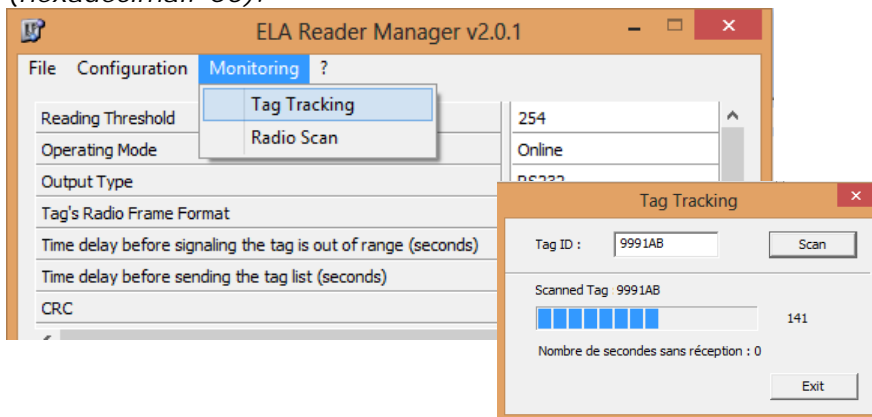 ELA Reader Manager v2.0.1
File Configuration Monitoring ?
Tag Tracking
Radio Scan
Reading Threshold 254
Operating Mode Online
Output Type RS232
Tag's Radio Frame Format
Time delay before signaling the tag is out of range (seconds)
Time delay before sending the tag list (seconds)
CRC
Tag Tracking
Tag ID : 9991AB Scan
Scanned Tag : 9991AB
141
Nombre de secondes sans réception : 0
Exit